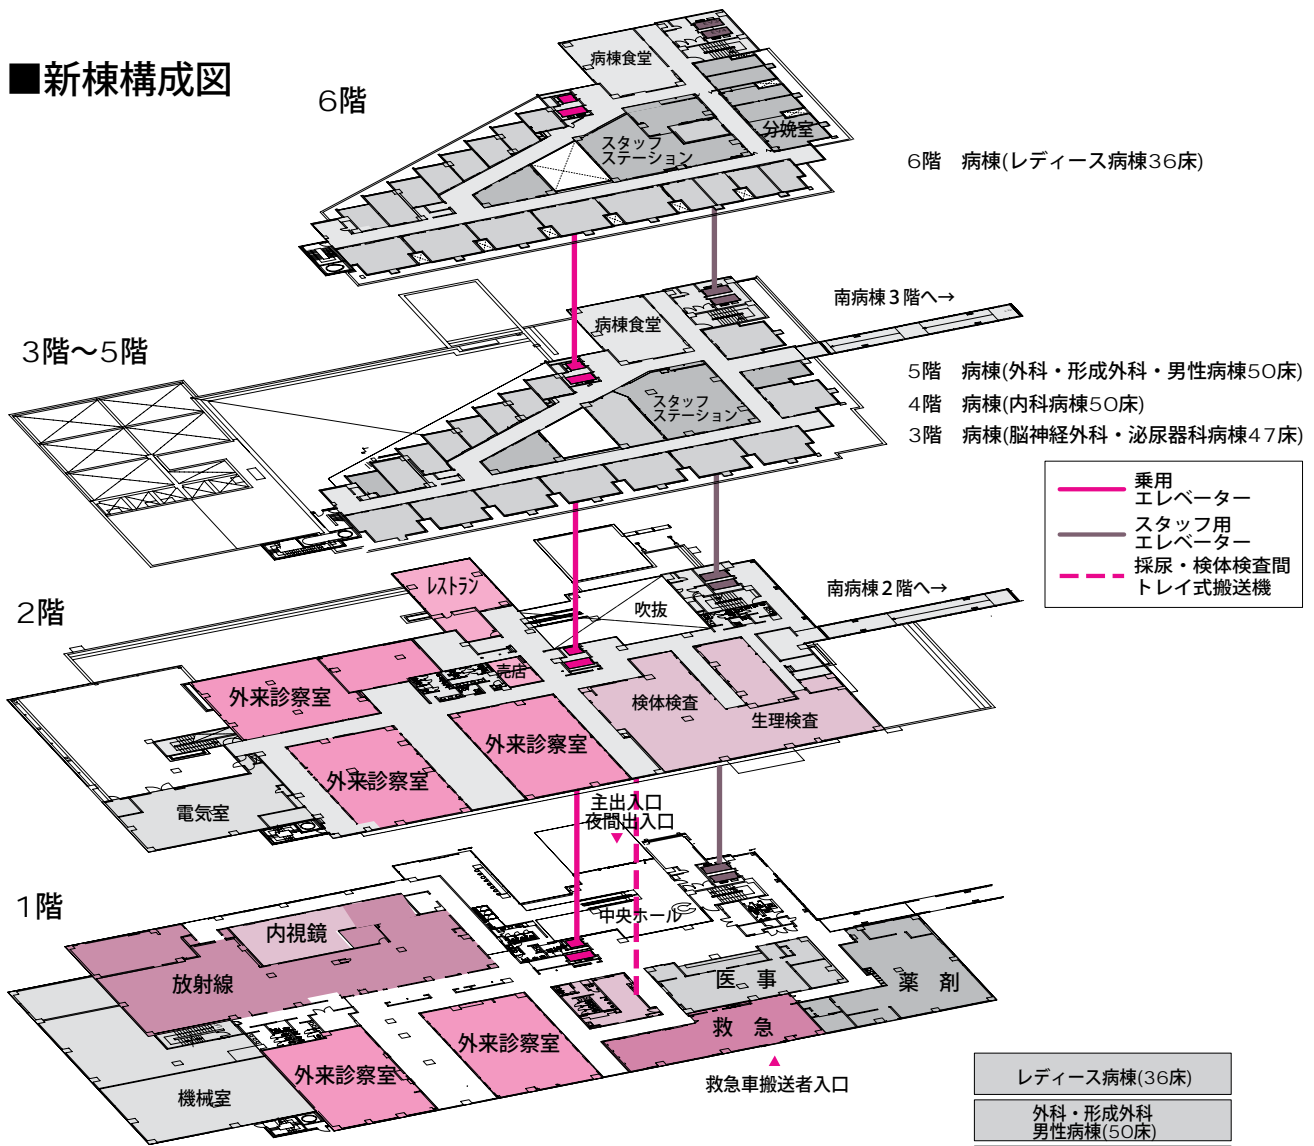 ■新棟構成図
6階
病棟食堂
分娩室
スタッフ
ステーション
6階 病棟(レディース病棟36床)
3階～5階
病棟食堂
スタッフ
ステーション
南病棟3階へ→
5階 病棟(外科・形成外科・男性病棟50床)
4階 病棟(内科病棟50床)
3階 病棟(脳神経外科・泌尿器科病棟47床)
乗用
エレベーター
スタッフ用
エレベーター
採尿・検体検査間
トレイ式搬送機
2階
レストラン
吹抜
南病棟2階へ→
売店
外来診察室
検体検査
生理検査
外来診察室
外来診察室
電気室
主出入口
夜間出入口
▼
1階
中央ホール
内視鏡
放射線
医 事
薬 剤
救 急
外来診察室
外来診察室
機械室
▲
救急車搬送者入口
レディース病棟(36床)
外科・形成外科
男性病棟(50床)